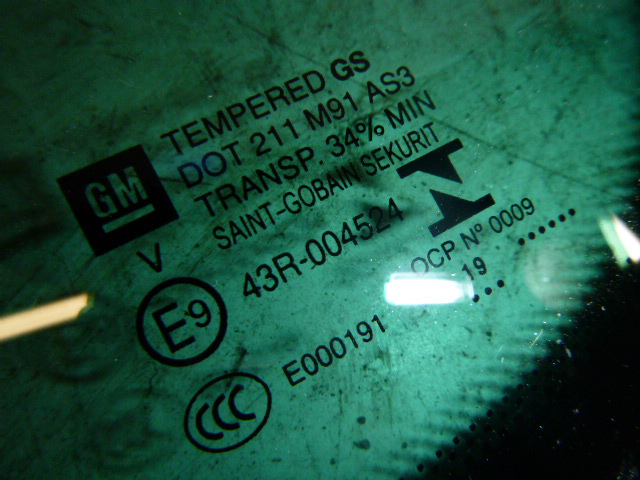 TEMPERED GS
DOT 211 M91 AS3
TRANSP. 34% MIN
SAINT-GOBAIN SEKURIT
GM
V
E9
43R-004524
OCP Nº 0009
19
E000191
CCC